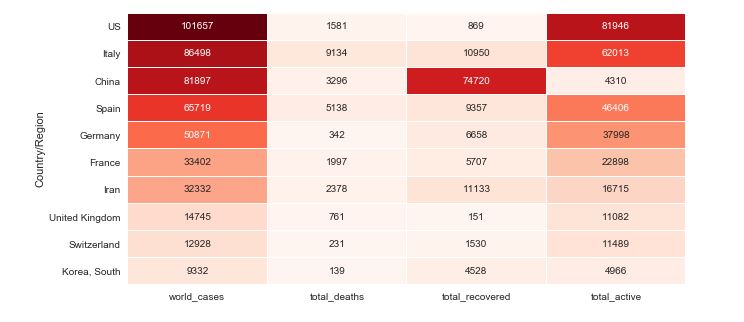 Country/Region
US 101657 1581 869 81946
Italy 86498 9134 10950 62013
China 81897 3296 74720 4310
Spain 65719 5138 9357 46406
Germany 50871 342 6658 37998
France 33402 1997 5707 22898
Iran 32332 2378 11133 16715
United Kingdom 14745 761 151 11082
Switzerland 12928 231 1530 11489
Korea, South 9332 139 4528 4966
world_cases total_deaths total_recovered total_active